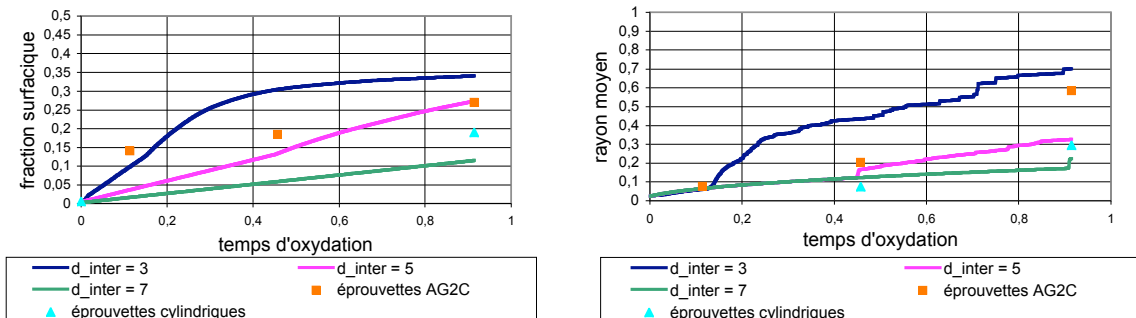 0,5
0,45
0,4
0,35
0,3
0,25
0,2
0,15
0,1
0,05
0
fraction surfacique
0 0,2 0,4 0,6 0,8 1
temps d'oxydation
d_inter = 3 d_inter = 5
d_inter = 7 éprouvettes AG2C
éprouvettes cylindriques
1
0,9
0,8
0,7
0,6
0,5
0,4
0,3
0,2
0,1
0
rayon moyen
0 0,2 0,4 0,6 0,8 1
temps d'oxydation
d_inter = 3 d_inter = 5
d_inter = 7 éprouvettes AG2C
éprouvettes cylindriques